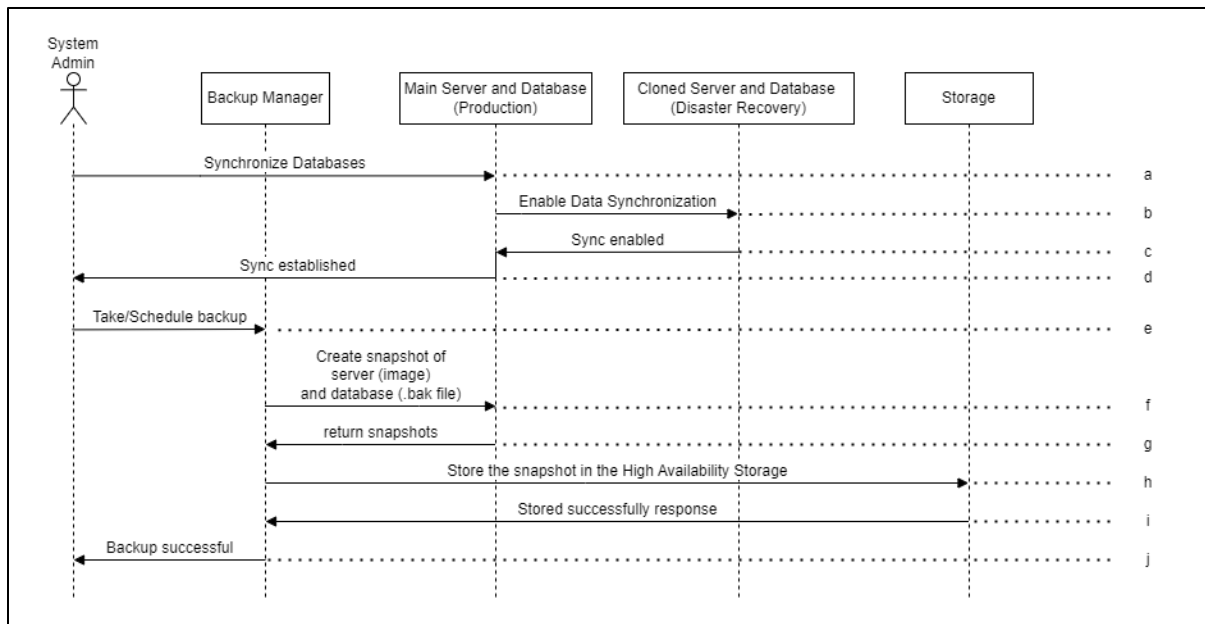 System
Admin
Backup Manager
Main Server and Database
(Production)
Cloned Server and Database
(Disaster Recovery)
Storage
Synchronize Databases
a
Enable Data Synchronization
b
Sync enabled
c
Sync established
d
Take/Schedule backup
e
Create snapshot of
server (image)
and database (.bak file)
f
return snapshots
g
Store the snapshot in the High Availability Storage
h
Stored successfully response
i
Backup successful
j